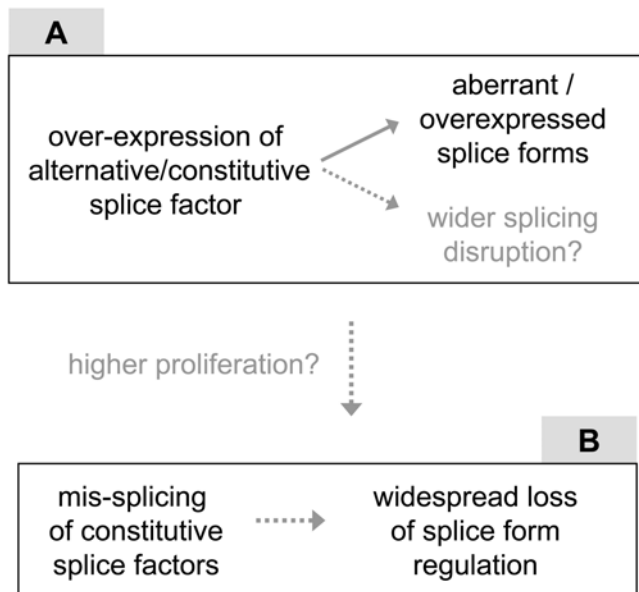 A
over-expression of
alternative/constitutive
splice factor
aberrant /
overexpressed
splice forms
wider splicing
disruption?
higher proliferation?
B
mis-splicing
of constitutive
splice factors
widespread loss
of splice form
regulation